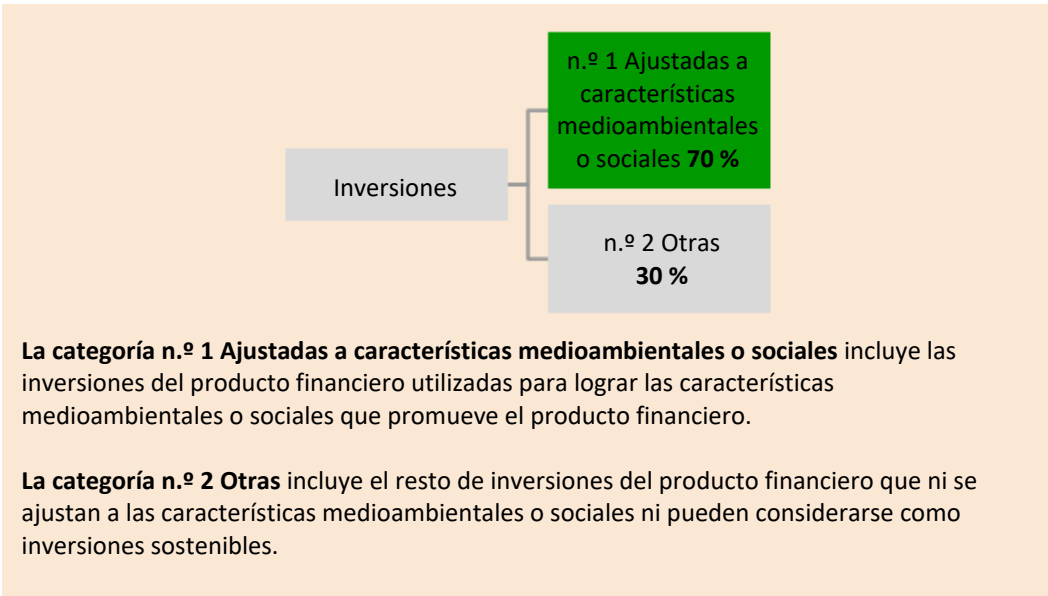 n.º 1 Ajustadas a
características
medioambientales
o sociales 70 %
Inversiones
n.º 2 Otras
30 %
La categoría n.º 1 Ajustadas a características medioambientales o sociales incluye las
inversiones del producto financiero utilizadas para lograr las características
medioambientales o sociales que promueve el producto financiero.
La categoría n.º 2 Otras incluye el resto de inversiones del producto financiero que ni se
ajustan a las características medioambientales o sociales ni pueden considerarse como
inversiones sostenibles.